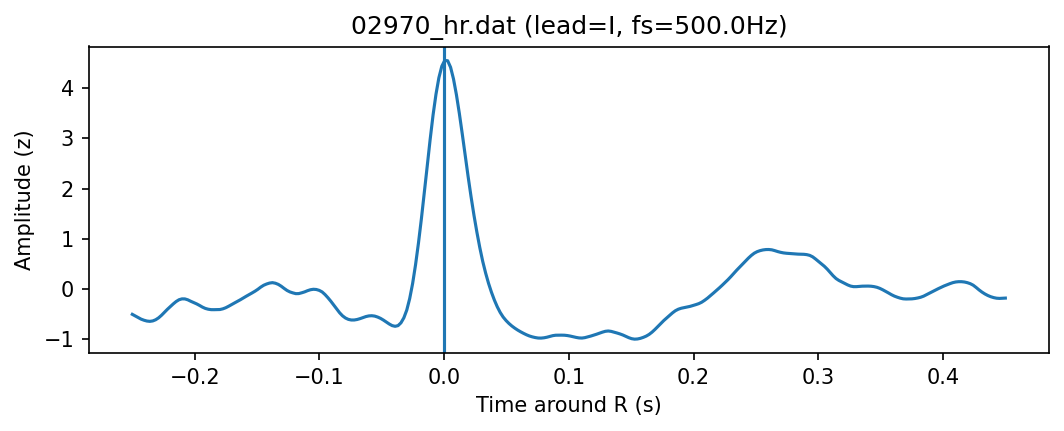 02970_hr.dat (lead=I, fs=500.0Hz)
Amplitude (z)
4
3
2
1
0
−1
−0.2 −0.1 0.0 0.1 0.2 0.3 0.4
Time around R (s)